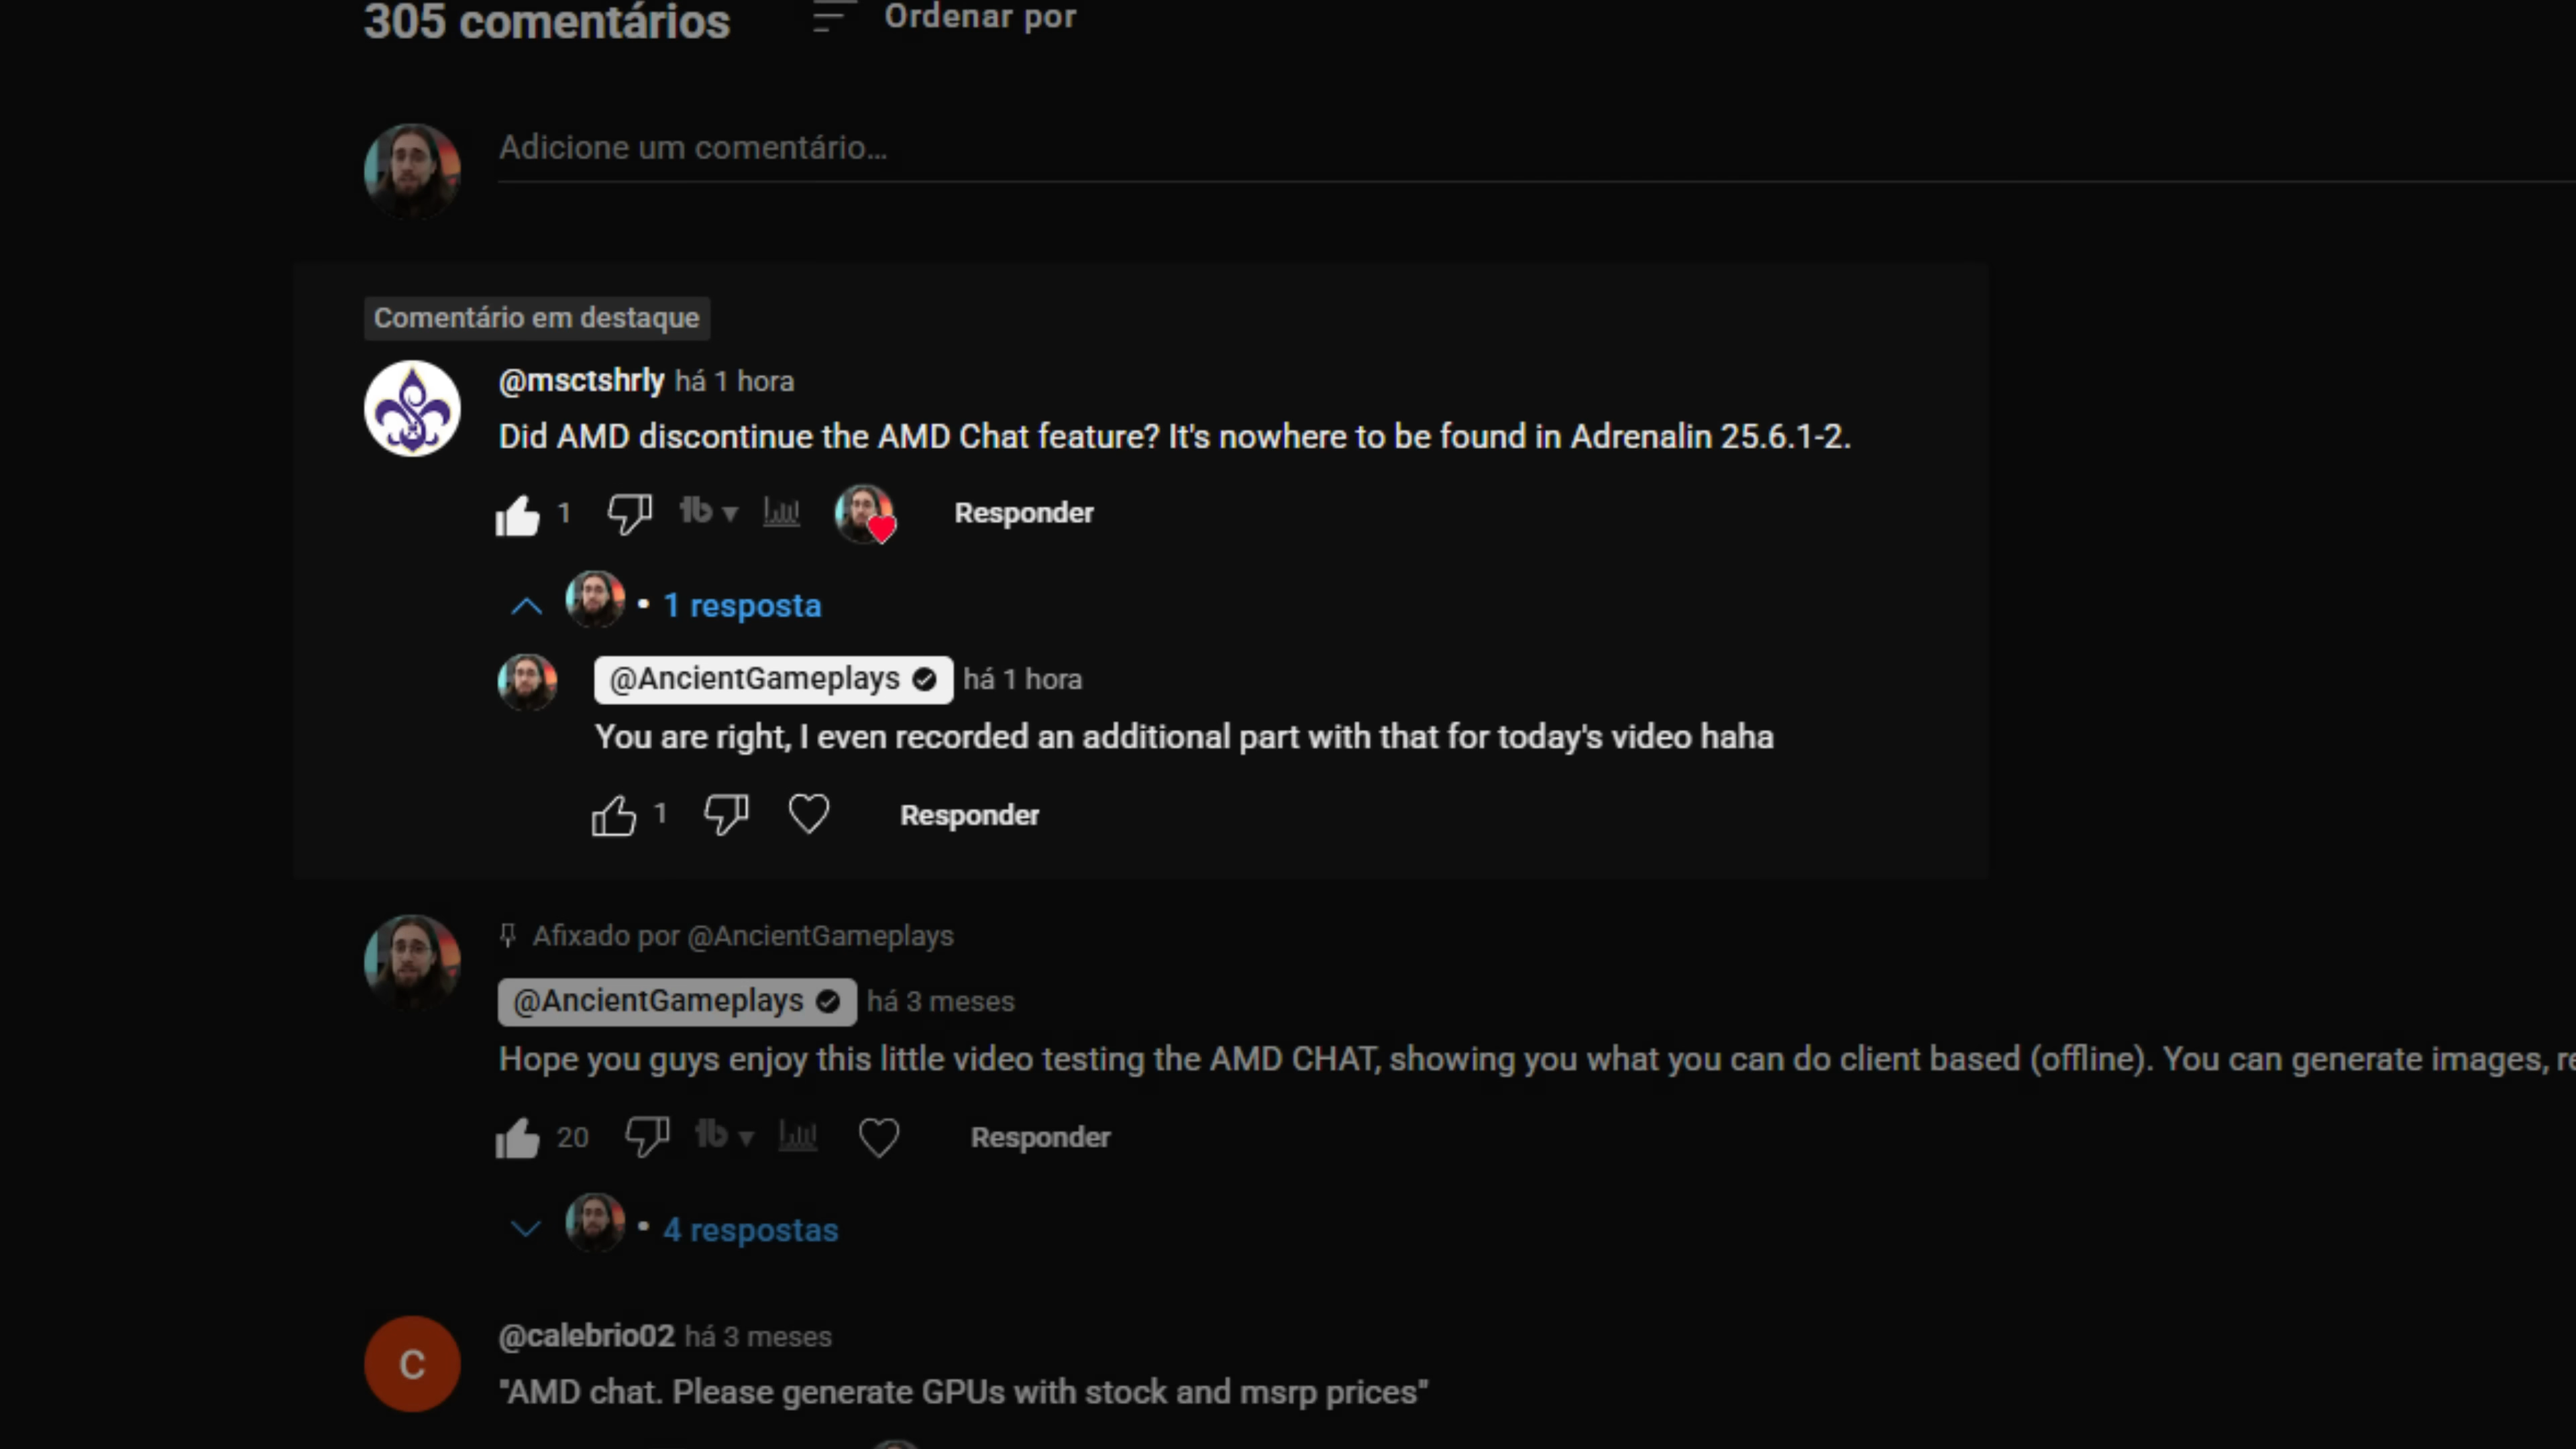 305 comentários
Ordenar por
Adicione um comentário...
Comentário em destaque
@msctshrly há 1 hora
Did AMD discontinue the AMD Chat feature? It's nowhere to be found in Adrenalin 25.6.1-2.
1 tb Responder
1 resposta
@AncientGameplays há 1 hora
You are right, I even recorded an additional part with that for today's video haha
1 Responder
Afixado por @AncientGameplays
@AncientGameplays há 3 meses
Hope you guys enjoy this little video testing the AMD CHAT, showing you what you can do client based (offline). You can generate images,
20 tb Responder
4 respostas
C
@calebrio02 há 3 meses
"AMD chat. Please generate GPUs with stock and msrp prices"